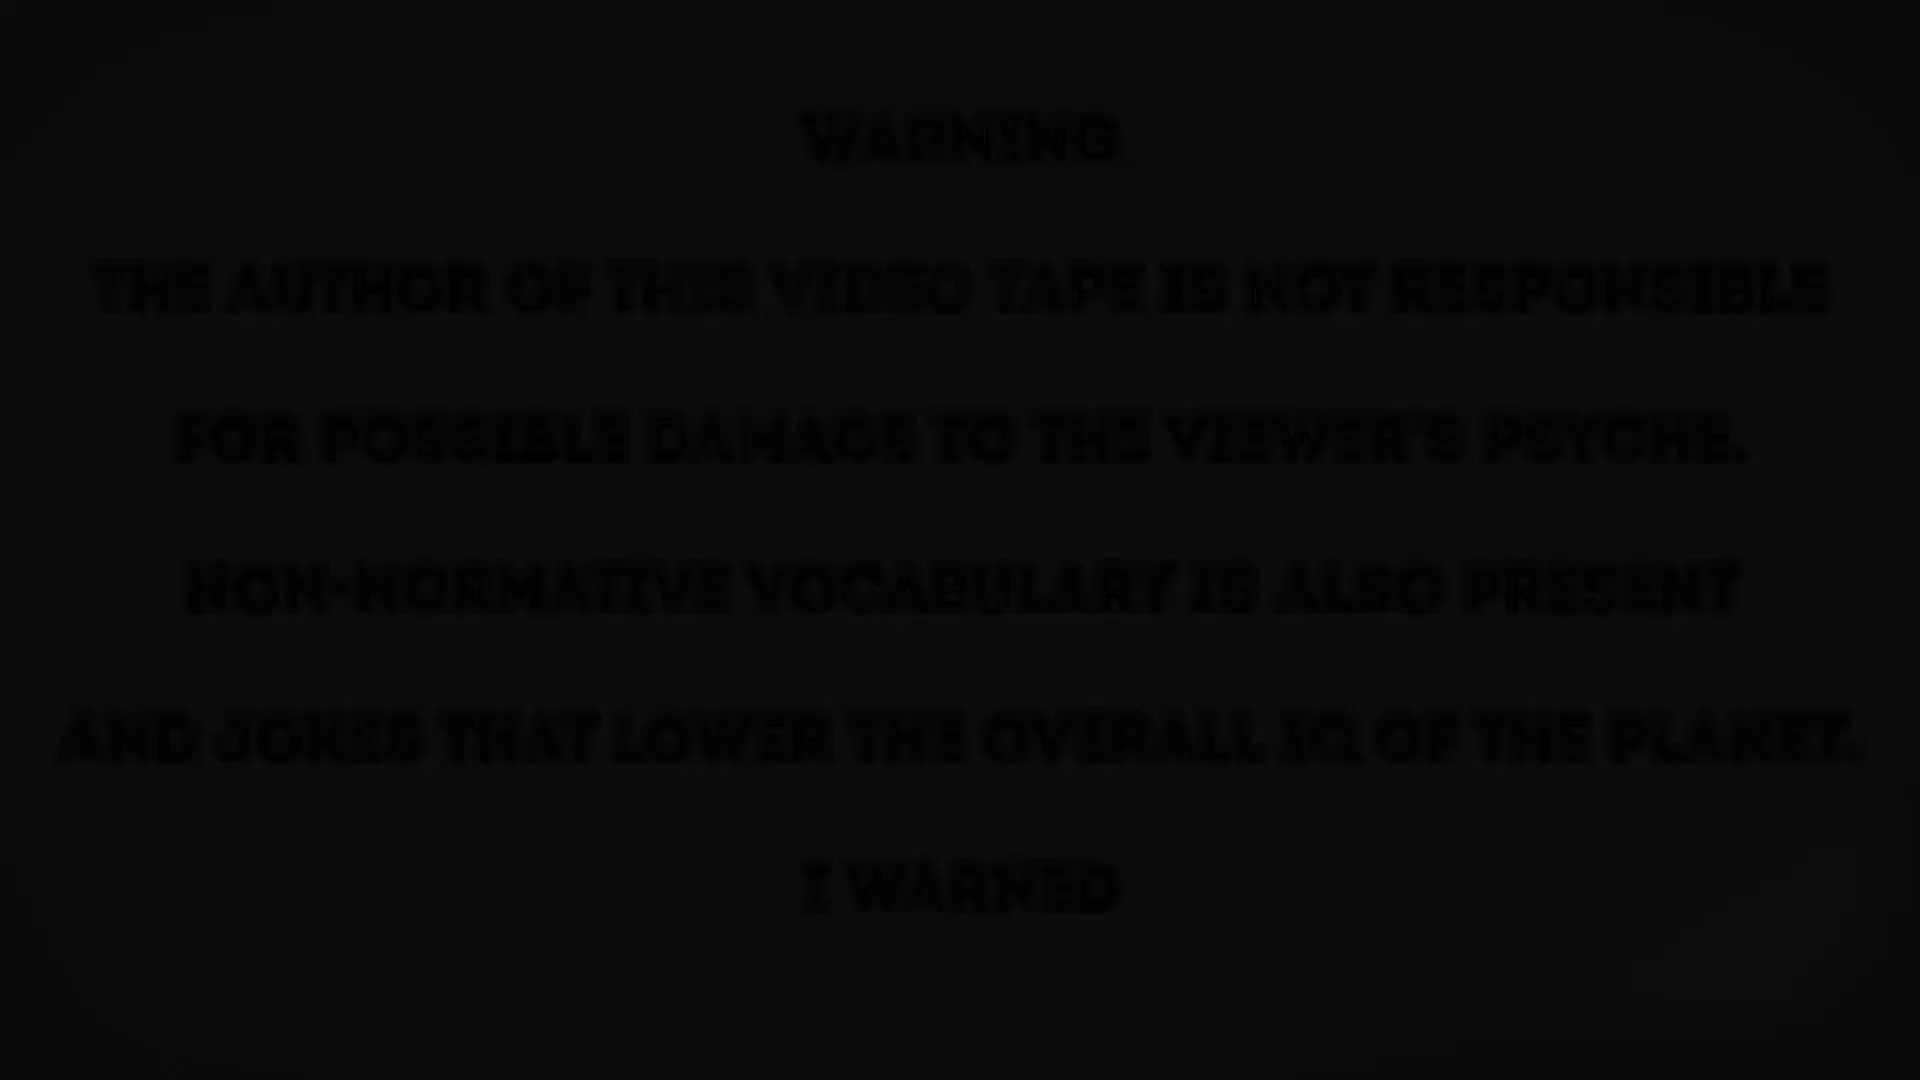 WARNING
THE AUTHOR OF THIS VIDEO TAPE IS NOT RESPONSIBLE
FOR POSSIBLE DAMAGE TO THE VIEWER'S PSYCHE.
NON-NORMATIVE VOCABULARY IS ALSO PRESENT
AND JOKES THAT LOWER THE OVERALL IQ OF THE PLANET.
I WARNED